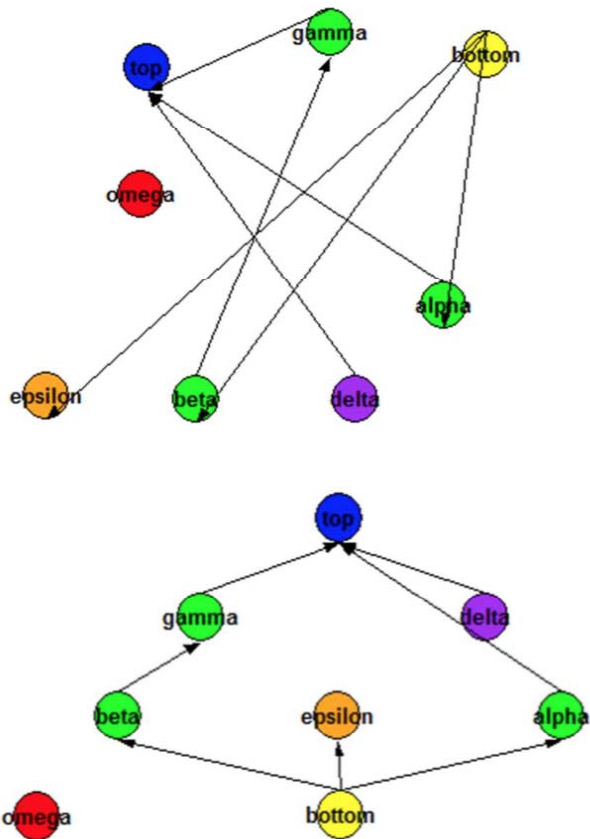 gamma
bottom
top
omega
alpha
epsilon
beta
delta
top
gamma
delta
beta
epsilon
alpha
omega
bottom